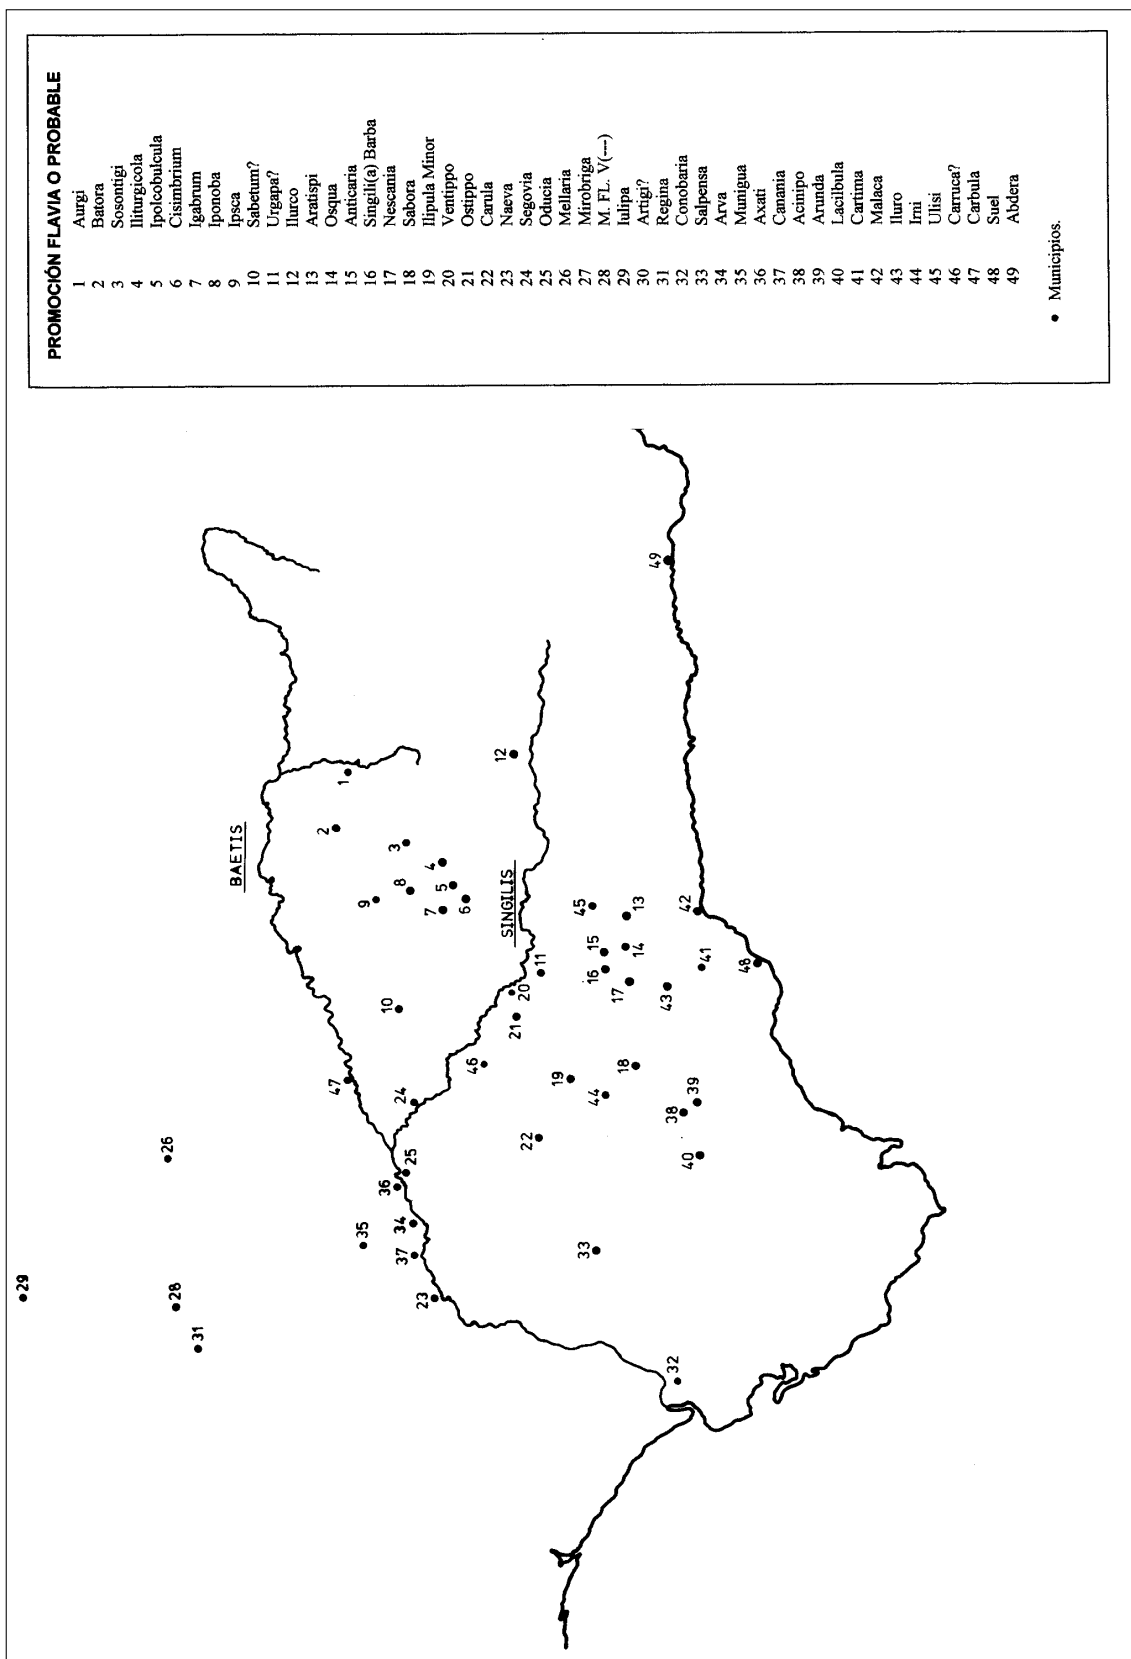 PROMOCIÓN FLAVIA O PROBABLE
1 Aurgi
2 Batora
3 Sosontigi
4 Iliturgicola
5 Ipolcobulcula
6 Cisimbrium
7 Igabrum
8 Iponoba
9 Ipsca
10 Sabetum?
11 Urgapa?
12 Ilurco
13 Aratispi
14 Osqua
15 Anticaria
16 Singili(a) Barba
17 Nescania
18 Sabora
19 Ilipula Minor
20 Ventippo
21 Ostippo
22 Carula
23 Naeva
24 Segovia
25 Oducia
26 Mellaria
27 Mirobriga
28 M. FL. V(---)
29 Iulipa
30 Artigi?
31 Regina
32 Conobaria
33 Salpensa
34 Arva
35 Munigua
36 Axati
37 Canania
38 Acinipo
39 Arunda
40 Lacilbula
41 Cartima
42 Malaca
43 Iluro
44 Irni
45 Ulisi
46 Carruca?
47 Carbula
48 Suel
49 Abdera
• Municipios.
29
28
31
26
35
47
BAETIS
2
1
9
8
3
10
7
4
5
6
36
25
24
34
37
23
46
20
21
SINGILIS
11
12
22
19
44
18
33
16
15
45
17
14
13
43
32
38
39
40
41
42
48
49